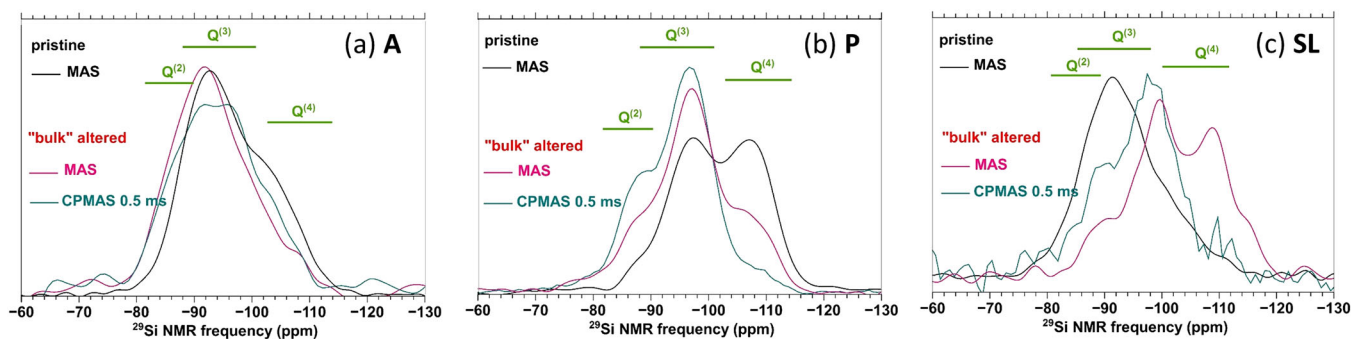 (a) A
pristine
MAS
Q(3)
Q(2)
Q(4)
"bulk" altered
MAS
CPMAS 0.5 ms
−60 −70 −80 −90 −100 −110 −120 −130
29Si NMR frequency (ppm)
(b) P
pristine
MAS
Q(3)
Q(4)
Q(2)
"bulk" altered
MAS
CPMAS 0.5 ms
−60 −70 −80 −90 −100 −110 −120 −130
29Si NMR frequency (ppm)
(c) SL
pristine
MAS
Q(3)
Q(2)
Q(4)
"bulk" altered
MAS
CPMAS 0.5 ms
−60 −70 −80 −90 −100 −110 −120 −130
29Si NMR frequency (ppm)